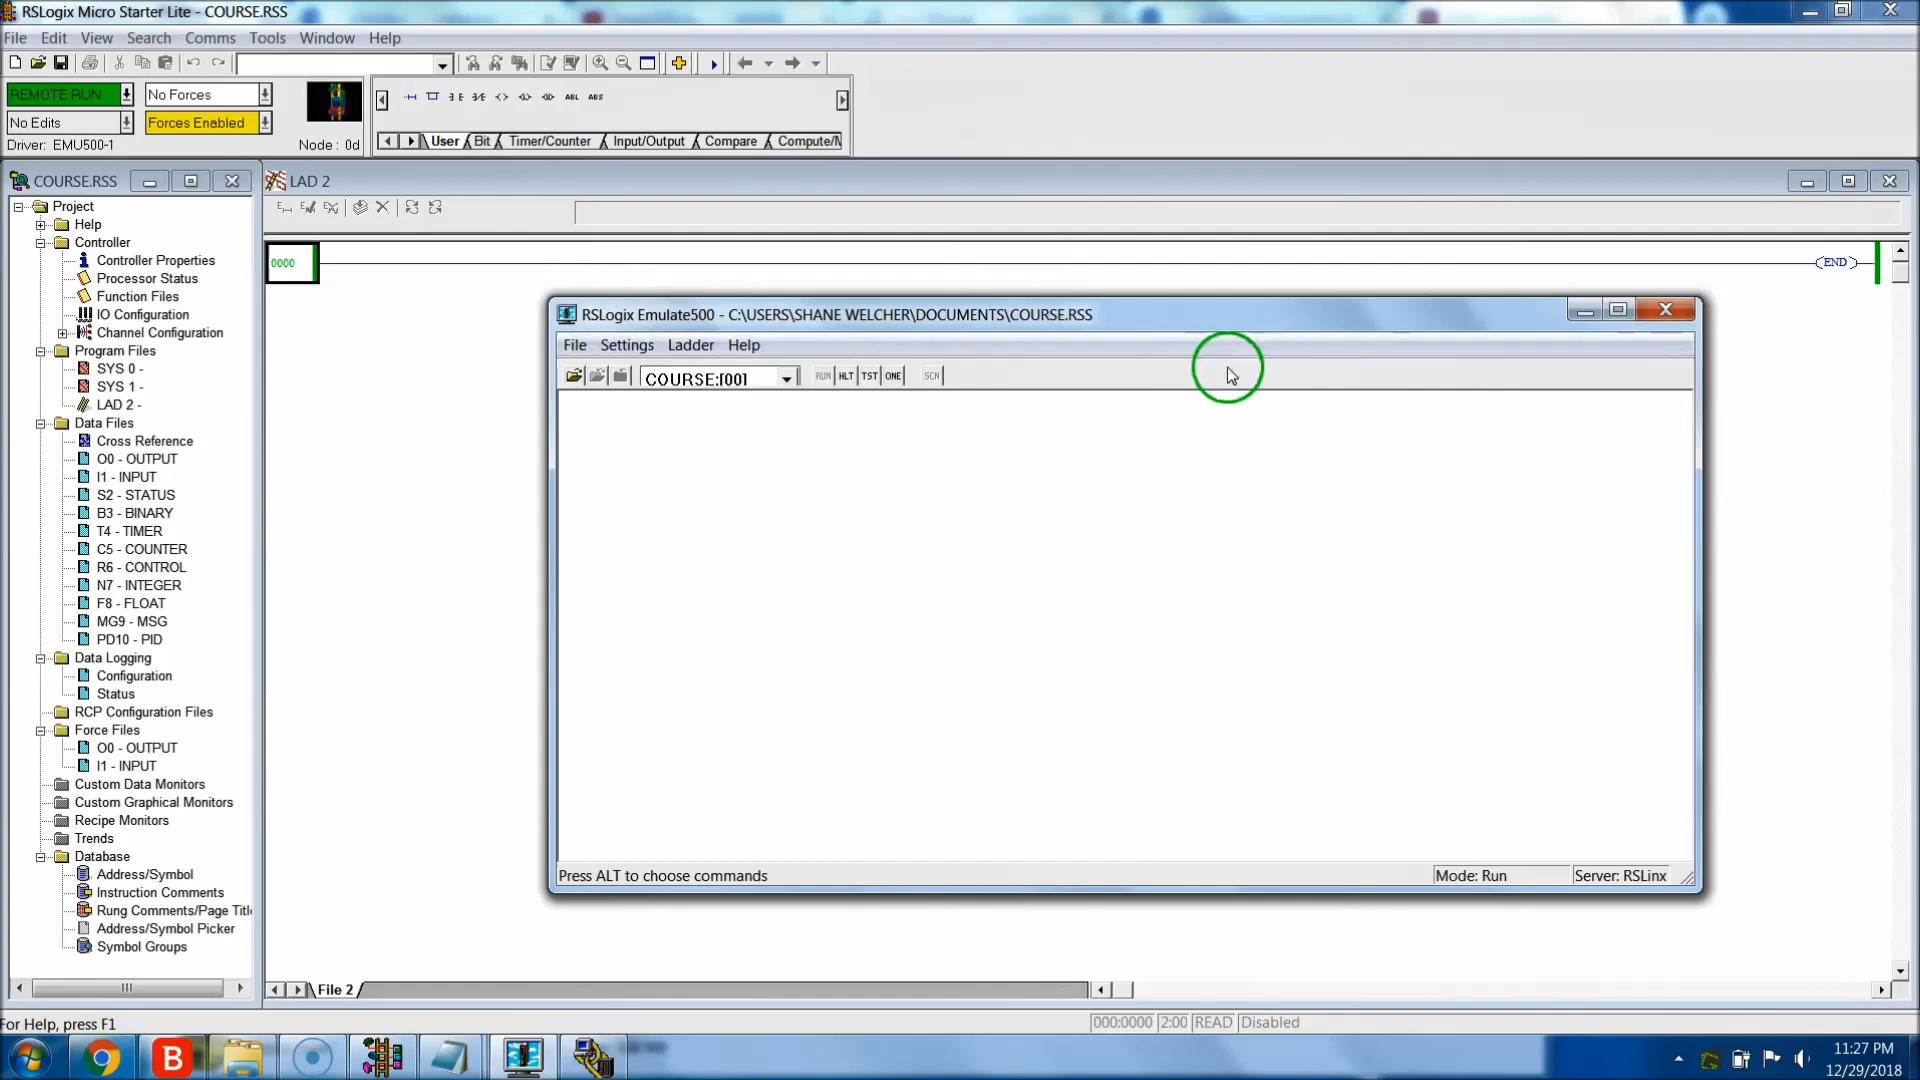 RSLogix Micro Starter Lite - COURSE.RSS
File Edit View Search Comms Tools Window Help
REMOTE RUN No Forces
No Edits Forces Enabled
Driver: EMU500-1 Node : 0d
ABL ABS
User Bit Timer/Counter Input/Output Compare Compute/M
COURSE.RSS
LAD 2
Project
Help
Controller
Controller Properties
Processor Status
Function Files
IO Configuration
Channel Configuration
Program Files
SYS 0 -
SYS 1 -
LAD 2 -
Data Files
Cross Reference
O0 - OUTPUT
I1 - INPUT
S2 - STATUS
B3 - BINARY
T4 - TIMER
C5 - COUNTER
R6 - CONTROL
N7 - INTEGER
F8 - FLOAT
MG9 - MSG
PD10 - PID
Data Logging
Configuration
Status
RCP Configuration Files
Force Files
O0 - OUTPUT
I1 - INPUT
Custom Data Monitors
Custom Graphical Monitors
Recipe Monitors
Trends
Database
Address/Symbol
Instruction Comments
Rung Comments/Page Title
Address/Symbol Picker
Symbol Groups
0000
END
RSLogix Emulate500 - C:\USERS\SHANE WELCHER\DOCUMENTS\COURSE.RSS
File Settings Ladder Help
COURSE:[00] RUN HLT TST ONE SCN
Press ALT to choose commands Mode: Run Server: RSLinx
File 2
For Help, press F1 000:0000 2:00 READ Disabled
B
11:27 PM
12/29/2018